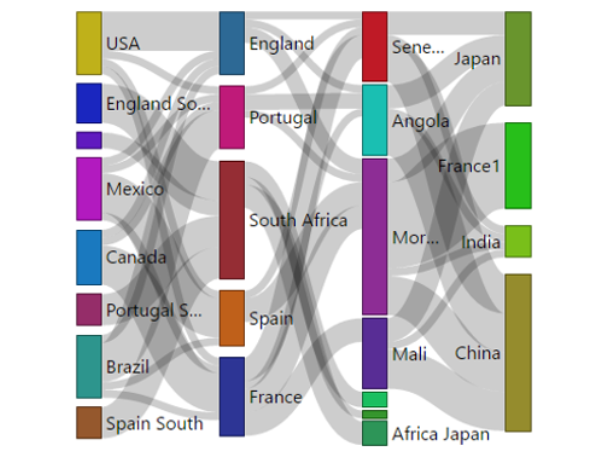 USA
England So...
Mexico
Canada
Portugal S...
Brazil
Spain South
England
Portugal
South Africa
Spain
France
Sene...
Angola
Mor...
Mali
Africa Japan
Japan
France1
India
China